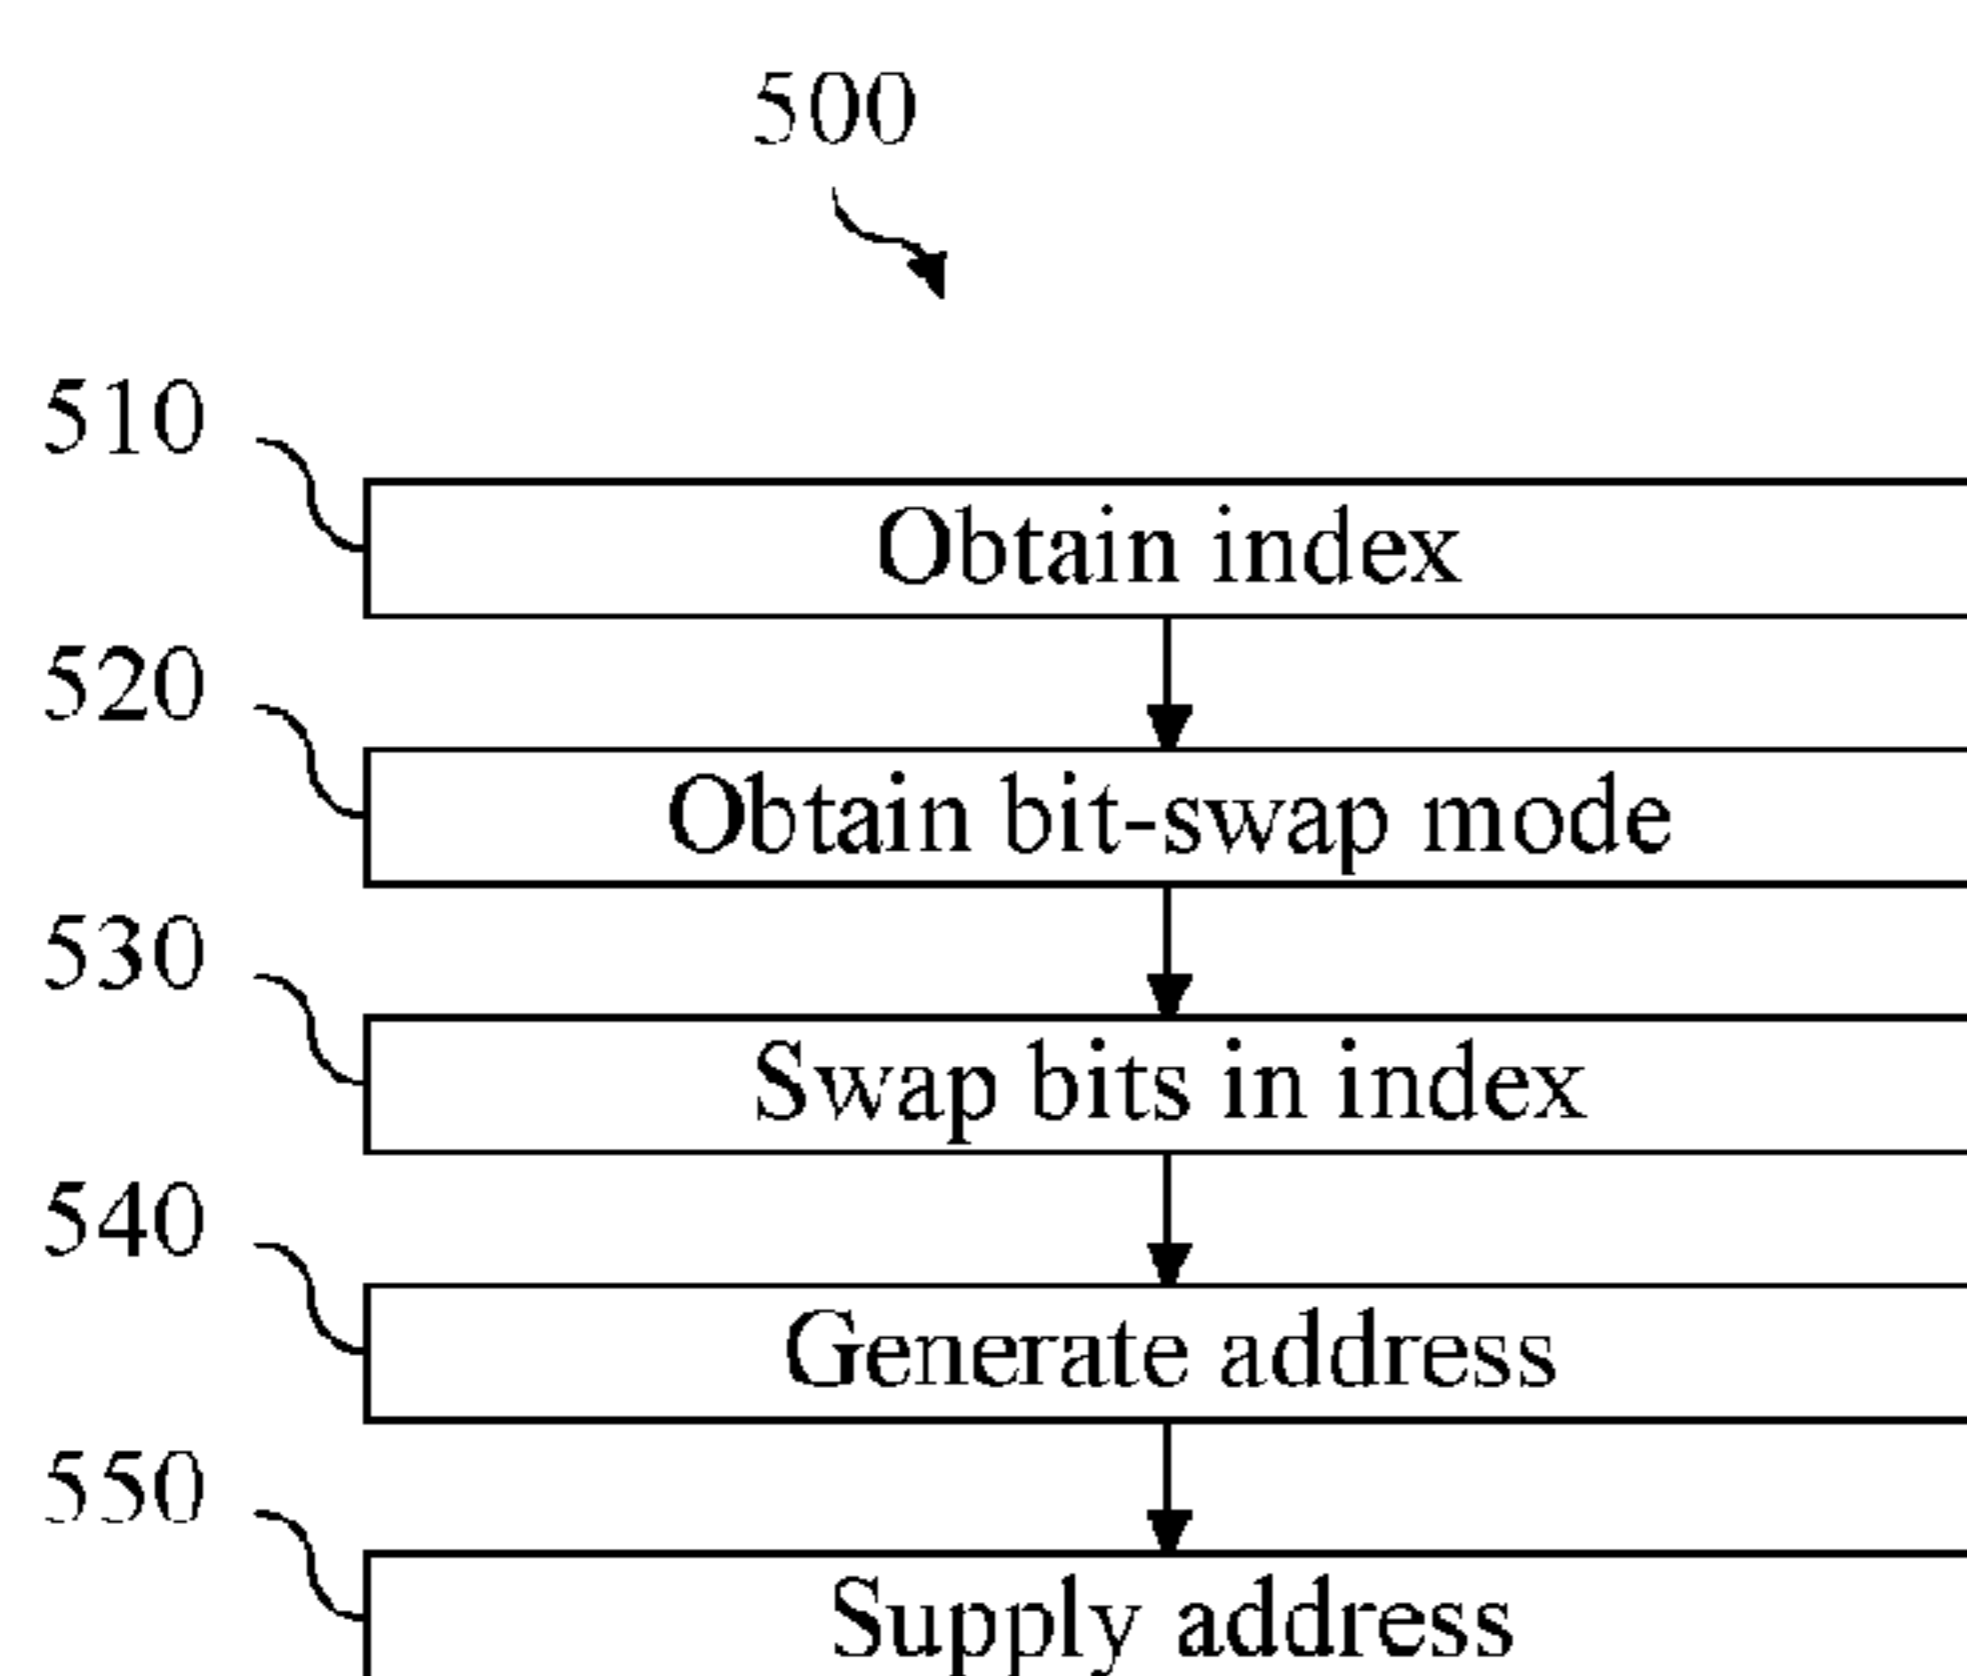 500
510
Obtain index
520
Obtain bit-swap mode
530
Swap bits in index
540
Generate address
550
Supply address